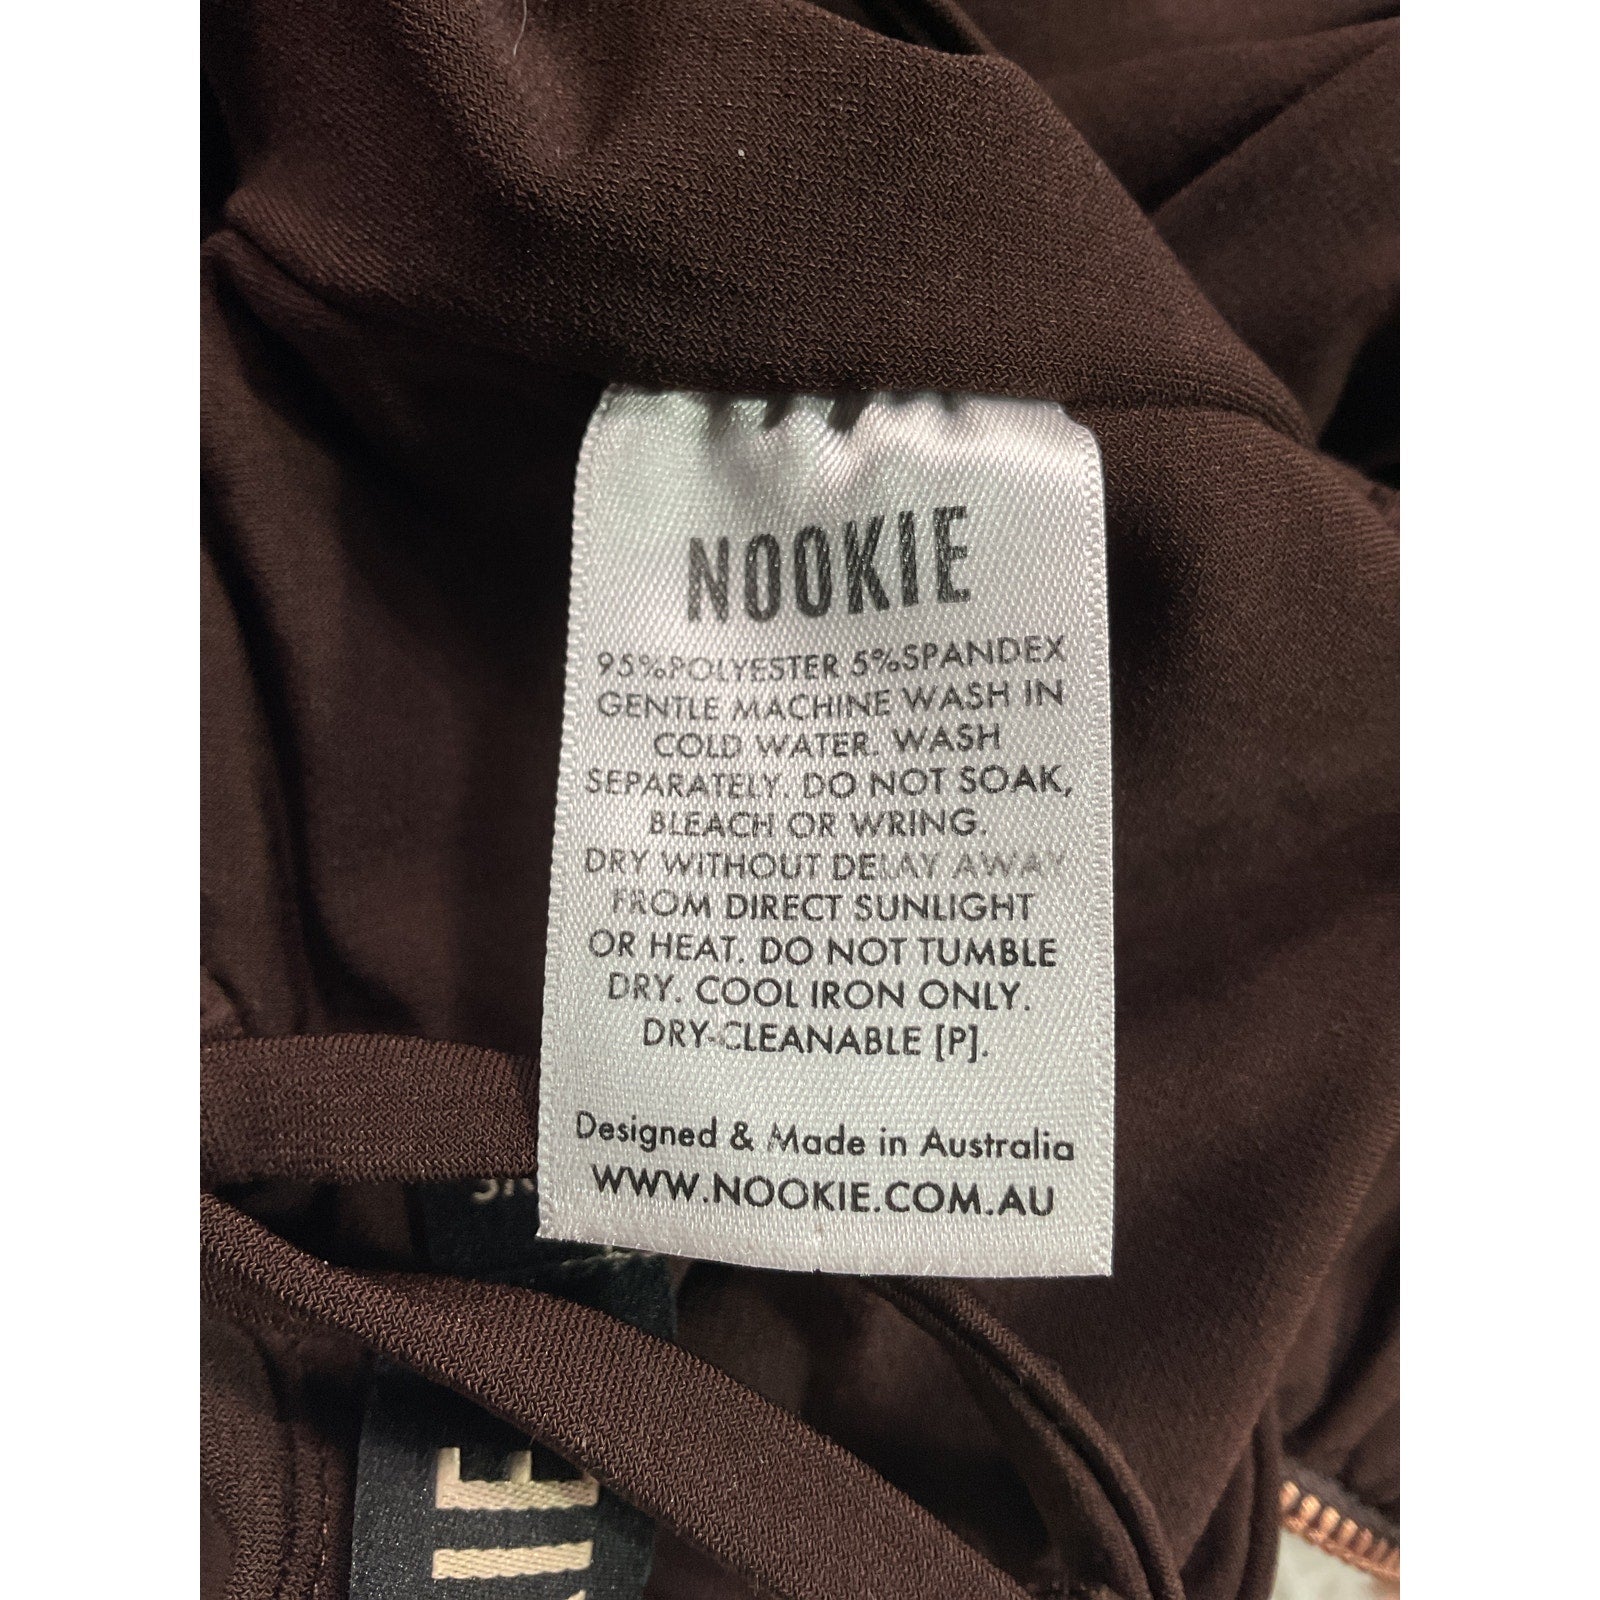 NOOKIE
95%POLYESTER 5%SPANDEX
GENTLE MACHINE WASH IN
COLD WATER. WASH
SEPARATELY. DO NOT SOAK,
BLEACH OR WRING.
DRY WITHOUT DELAY AWAY
FROM DIRECT SUNLIGHT
OR HEAT. DO NOT TUMBLE
DRY. COOL IRON ONLY.
DRY-CLEANABLE [P].
Designed & Made in Australia
WWW.NOOKIE.COM.AU